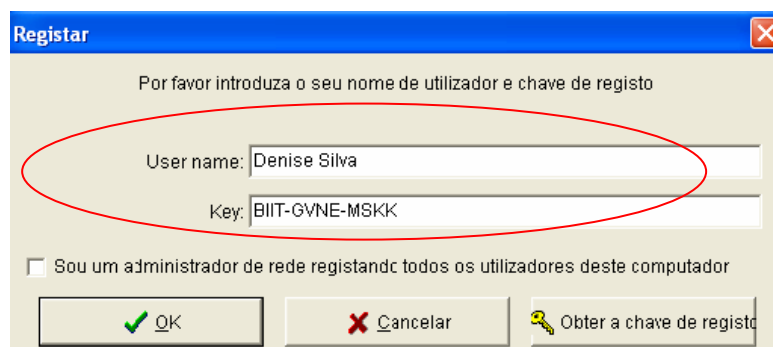 Registar
Por favor introduza o seu nome de utilizador e chave de registo
User name: Denise Silva
Key: BIIT-GVNE-MSKK
Sou um administrador de rede registando todos os utilizadores deste computador
OK Cancelar Obter a chave de registo